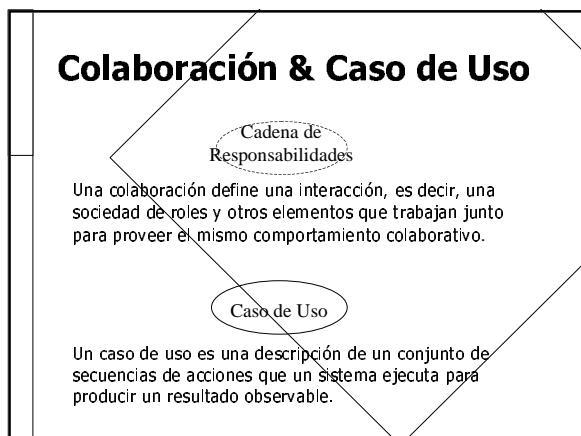 Colaboración & Caso de Uso
Cadena de
Responsabilidades
Una colaboración define una interacción, es decir, una
sociedad de roles y otros elementos que trabajan junto
para proveer el mismo comportamiento colaborativo.
Caso de Uso
Un caso de uso es una descripción de un conjunto de
secuencias de acciones que un sistema ejecuta para
producir un resultado observable.